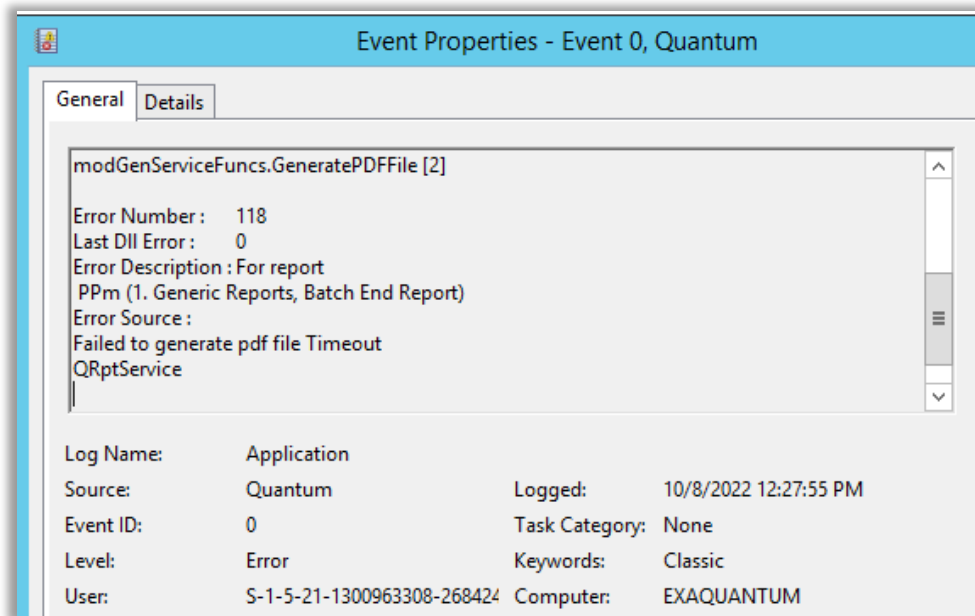 Event Properties - Event 0, Quantum
General Details
modGenServiceFuncs.GeneratePDFFile [2]
Error Number : 118
Last Dll Error : 0
Error Description : For report
PPm (1. Generic Reports, Batch End Report)
Error Source :
Failed to generate pdf file Timeout
QRptService
Log Name: Application
Source: Quantum Logged: 10/8/2022 12:27:55 PM
Event ID: 0 Task Category: None
Level: Error Keywords: Classic
User: S-1-5-21-1300963308-268424 Computer: EXAQUANTUM